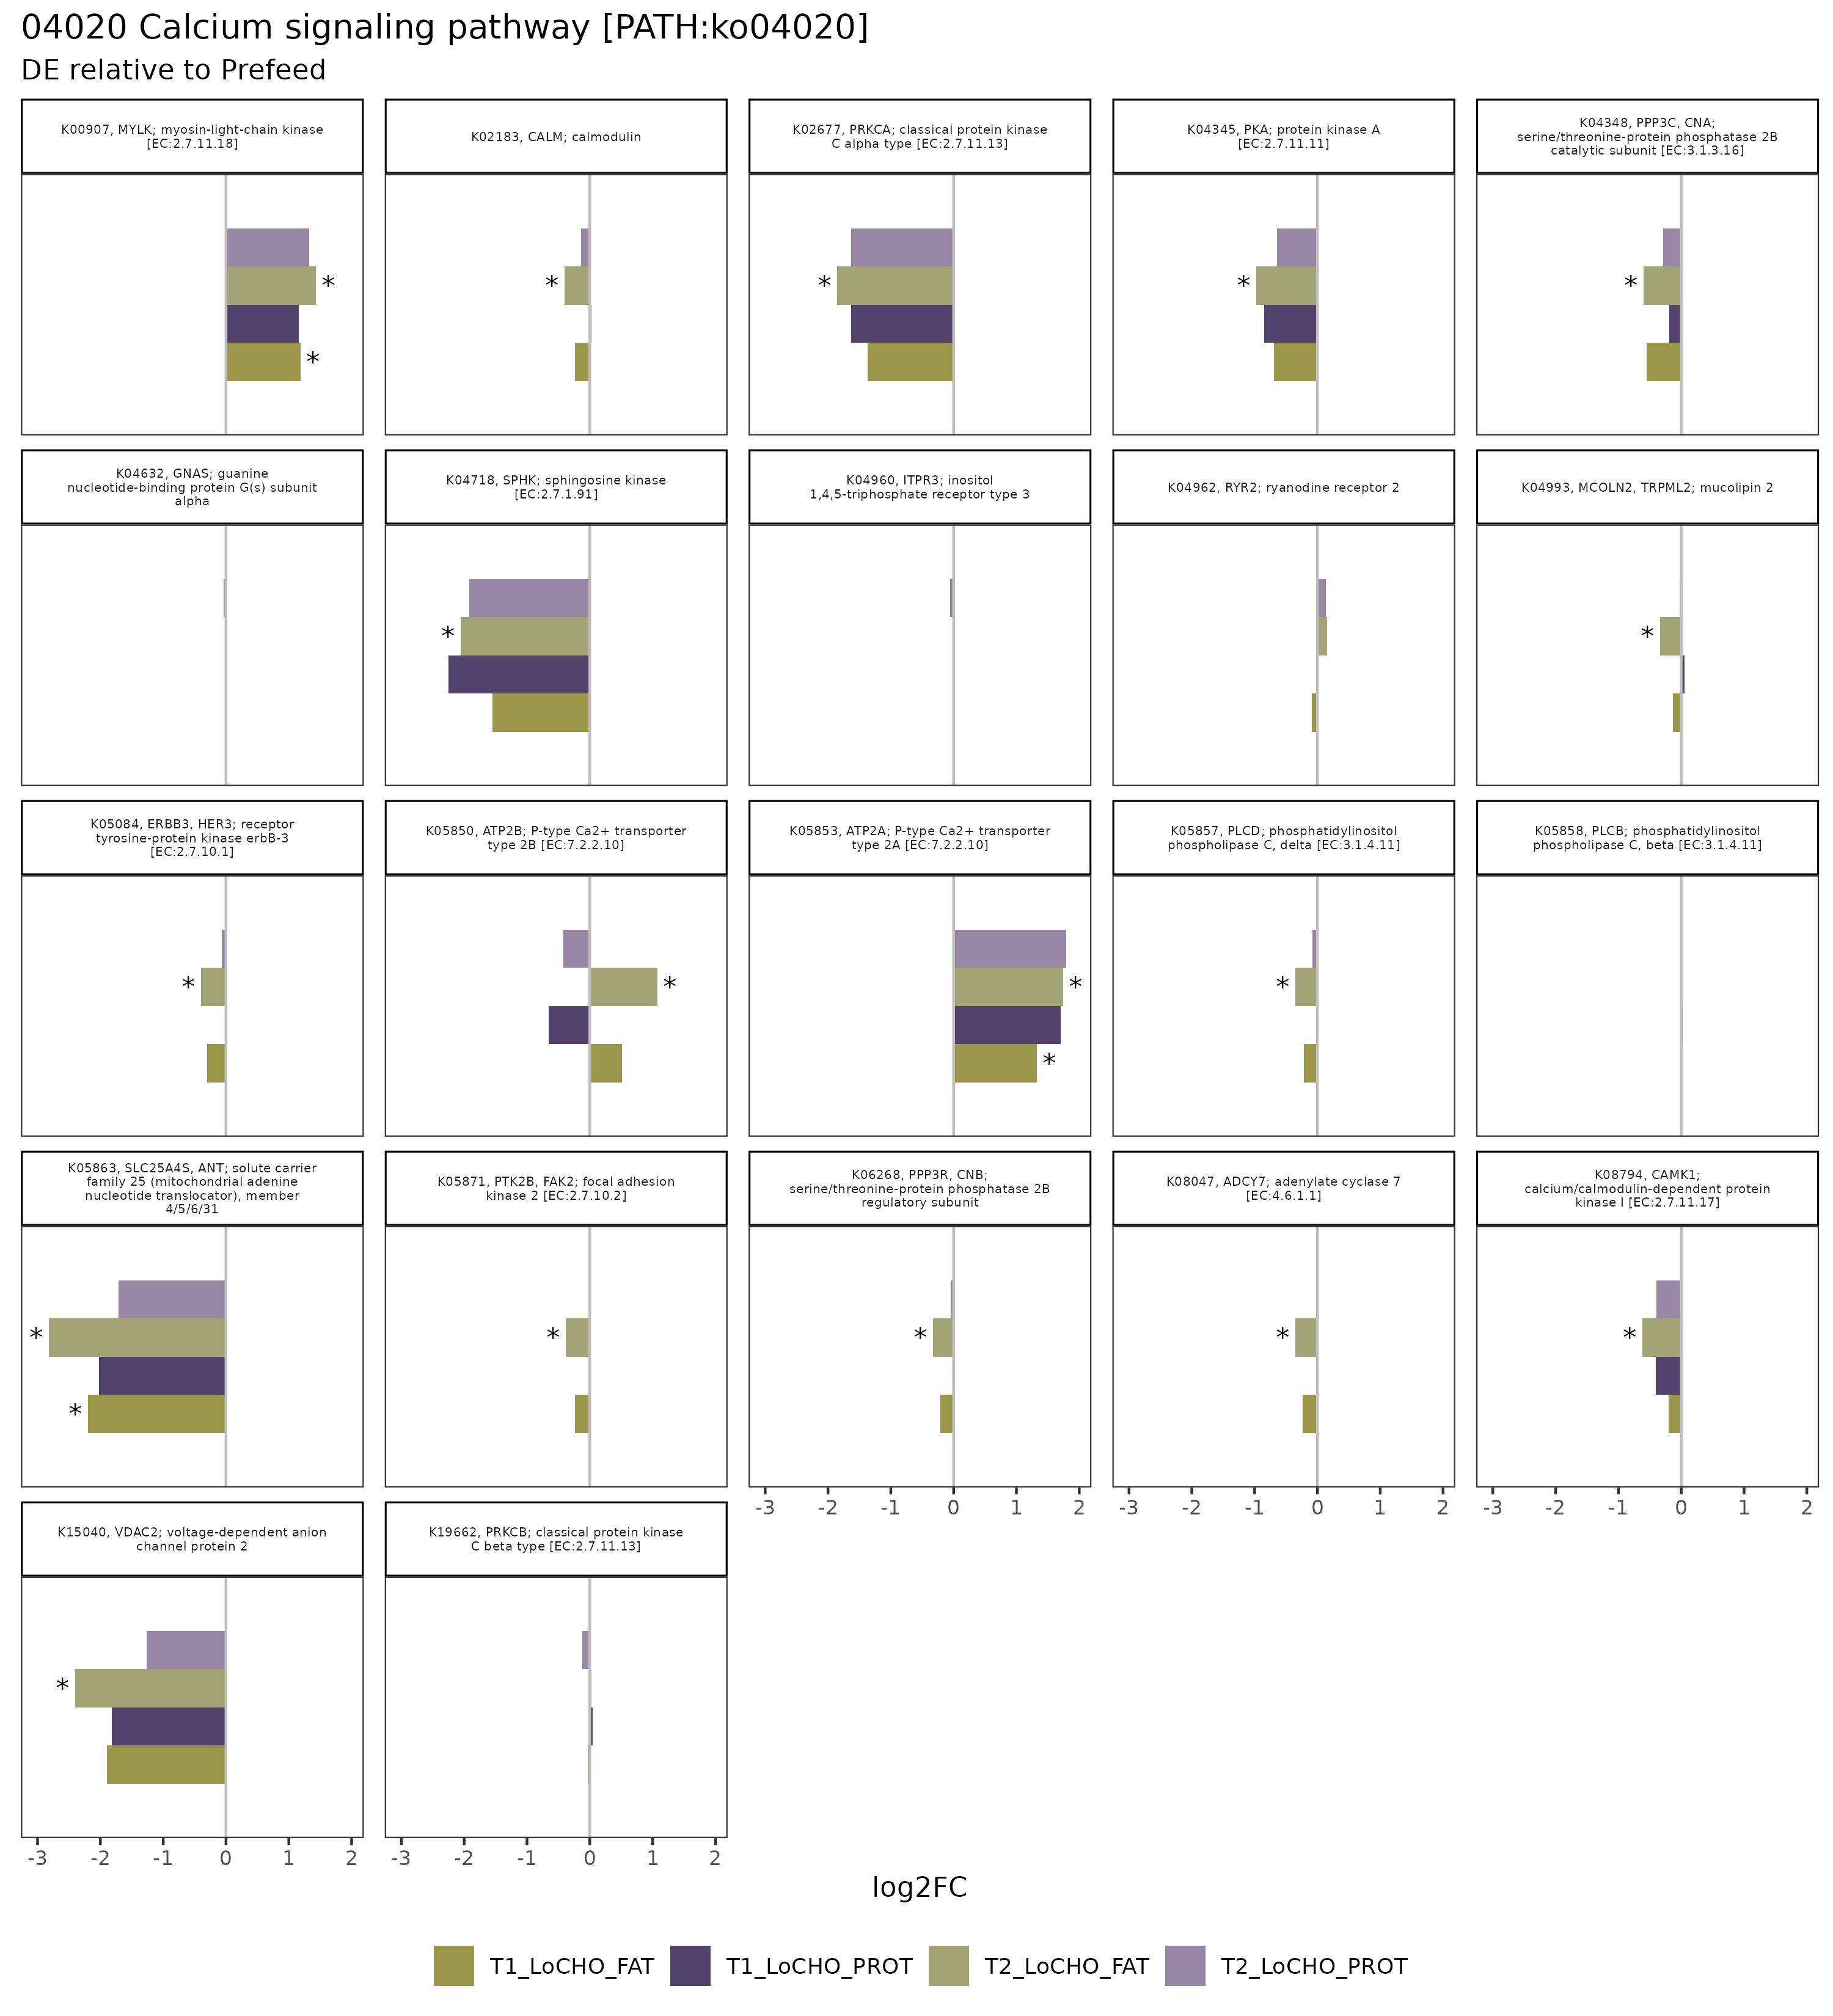 04020 Calcium signaling pathway [PATH:ko04020]
DE relative to Prefeed
K00907, MYLK; myosin-light-chain kinase
[EC:2.7.11.18]
K02183, CALM; calmodulin
K02677, PRKCA; classical protein kinase
C alpha type [EC:2.7.11.13]
K04345, PKA; protein kinase A
[EC:2.7.11.11]
K04348, PPP3C, CNA;
serine/threonine-protein phosphatase 2B
catalytic subunit [EC:3.1.3.16]
*
*
*
*
*
*
K04632, GNAS; guanine
nucleotide-binding protein G(s) subunit
alpha
K04718, SPHK; sphingosine kinase
[EC:2.7.1.91]
K04960, ITPR3; inositol
1,4,5-triphosphate receptor type 3
K04962, RYR2; ryanodine receptor 2
K04993, MCOLN2, TRPML2; mucolipin 2
*
*
K05084, ERBB3, HER3; receptor
tyrosine-protein kinase erbB-3
[EC:2.7.10.1]
K05850, ATP2B; P-type Ca2+ transporter
type 2B [EC:7.2.2.10]
K05853, ATP2A; P-type Ca2+ transporter
type 2A [EC:7.2.2.10]
K05857, PLCD; phosphatidylinositol
phospholipase C, delta [EC:3.1.4.11]
K05858, PLCB; phosphatidylinositol
phospholipase C, beta [EC:3.1.4.11]
*
*
*
*
*
K05863, SLC25A4S, ANT; solute carrier
family 25 (mitochondrial adenine
nucleotide translocator), member
4/5/6/31
K05871, PTK2B, FAK2; focal adhesion
kinase 2 [EC:2.7.10.2]
K06268, PPP3R, CNB;
serine/threonine-protein phosphatase 2B
regulatory subunit
K08047, ADCY7; adenylate cyclase 7
[EC:4.6.1.1]
K08794, CAMK1;
calcium/calmodulin-dependent protein
kinase I [EC:2.7.11.17]
*
*
*
*
*
*
-3 -2 -1 0 1 2
-3 -2 -1 0 1 2
-3 -2 -1 0 1 2
K15040, VDAC2; voltage-dependent anion
channel protein 2
K19662, PRKCB; classical protein kinase
C beta type [EC:2.7.11.13]
*
-3 -2 -1 0 1 2
-3 -2 -1 0 1 2
log2FC
T1_LoCHO_FAT T1_LoCHO_PROT T2_LoCHO_FAT T2_LoCHO_PROT